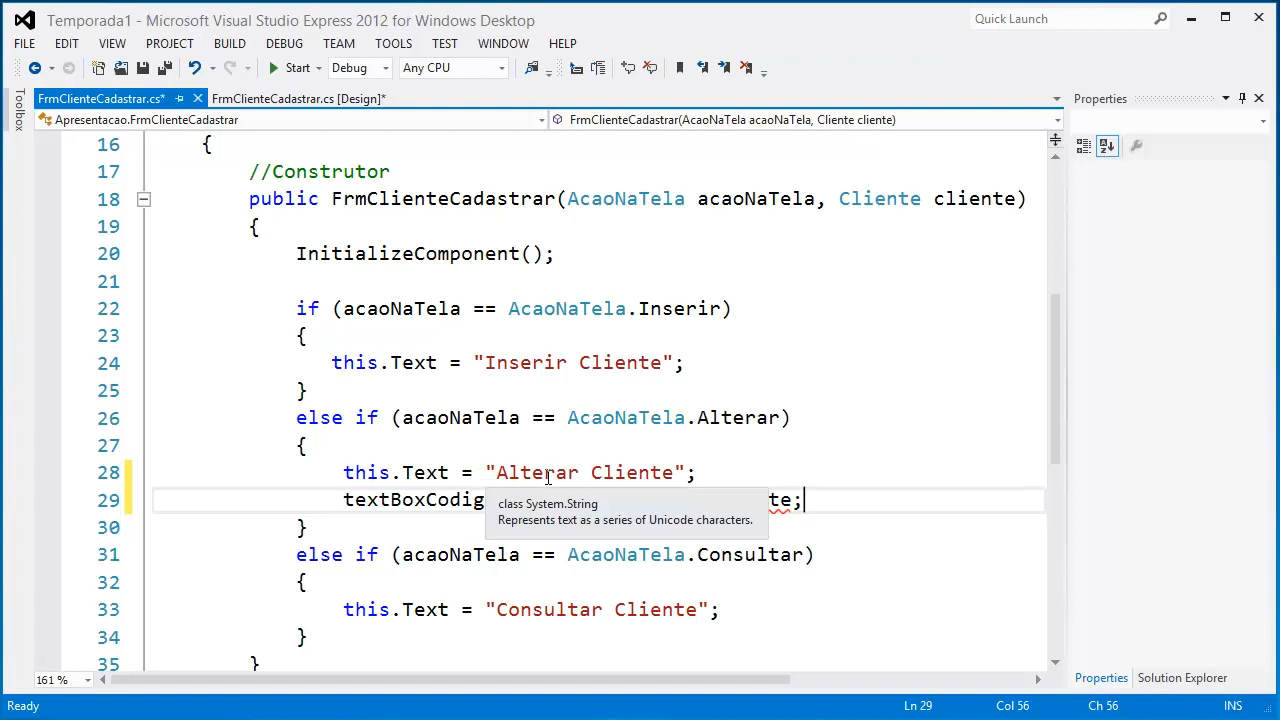 Temporada1 - Microsoft Visual Studio Express 2012 for Windows Desktop
Quick Launch
FILE EDIT VIEW PROJECT BUILD DEBUG TEAM TOOLS TEST WINDOW HELP
Start Debug Any CPU
Toolbox
FrmClienteCadastrar.cs* FrmClienteCadastrar.cs [Design]*
Properties
Apresentacao.FrmClienteCadastrar
FrmClienteCadastrar(AcaoNaTela acaoNaTela, Cliente cliente)
16 {
17 //Construtor
18 public FrmClienteCadastrar(AcaoNaTela acaoNaTela, Cliente cliente)
19 {
20 InitializeComponent();
21
22 if (acaoNaTela == AcaoNaTela.Inserir)
23 {
24 this.Text = "Inserir Cliente";
25 }
26 else if (acaoNaTela == AcaoNaTela.Alterar)
27 {
28 this.Text = "Alterar Cliente";
29 textBoxCodig te;
class System.String
Represents text as a series of Unicode characters.
30 }
31 else if (acaoNaTela == AcaoNaTela.Consultar)
32 {
33 this.Text = "Consultar Cliente";
34 }
35 }
161 %
Properties Solution Explorer
Ready Ln 29 Col 56 Ch 56 INS